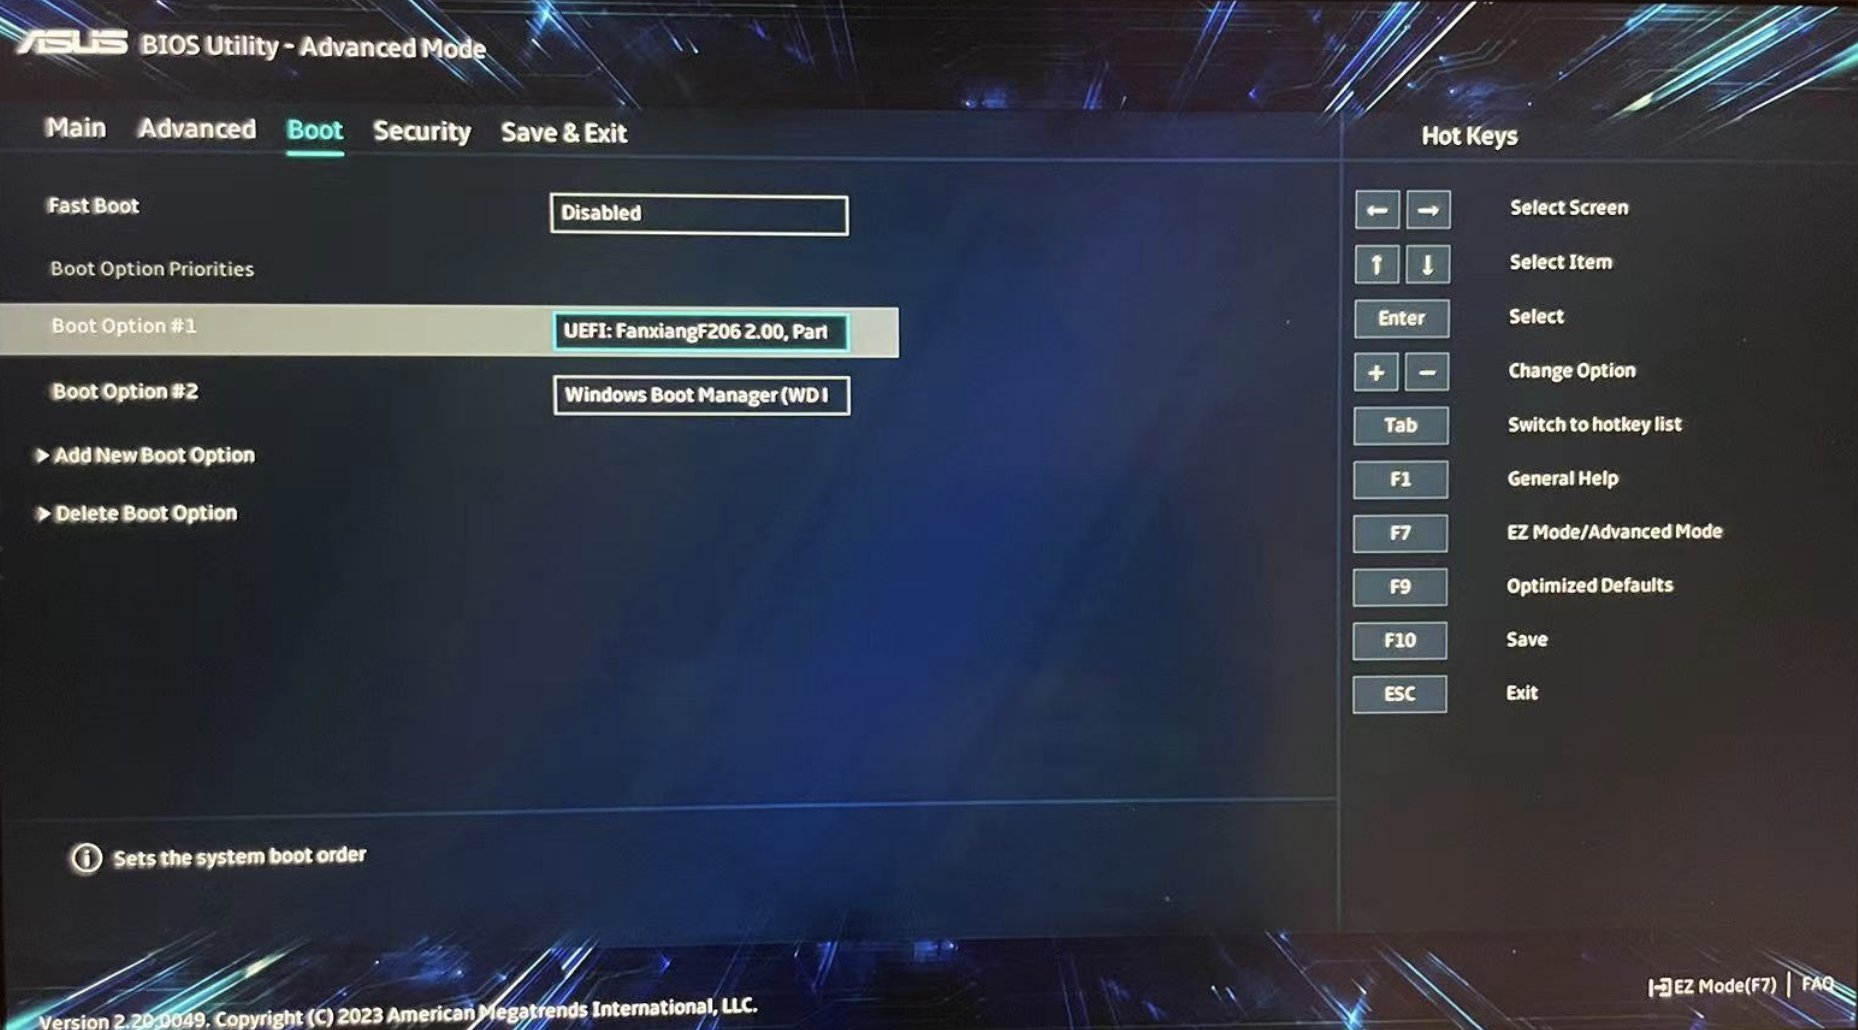 ASUS BIOS Utility - Advanced Mode
Main Advanced Boot Security Save & Exit
Fast Boot Disabled
Boot Option Priorities
Boot Option #1 UEFI: FanxiangF206 2.00, Part
Boot Option #2 Windows Boot Manager (WD
> Add New Boot Option
> Delete Boot Option
Sets the system boot order
Hot Keys
← → Select Screen
↑ ↓ Select Item
Enter Select
+ - Change Option
Tab Switch to hotkey list
F1 General Help
F7 EZ Mode/Advanced Mode
F9 Optimized Defaults
F10 Save
ESC Exit
EZ Mode(F7) | FAQ
Version 2.20.0049. Copyright (C) 2023 American Megatrends International, LLC.